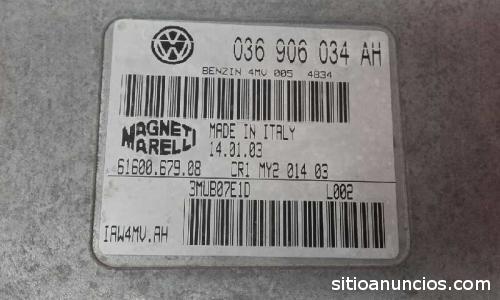 036 906 034 AH
BENZIN 4MV 005 4834
MAGNETI
MARELLI
MADE IN ITALY
14.01.03
61600.679.08 CR1 MY2 014 03
3MUB07E1D L002
IAW4MV.AH
sitioanuncios.com